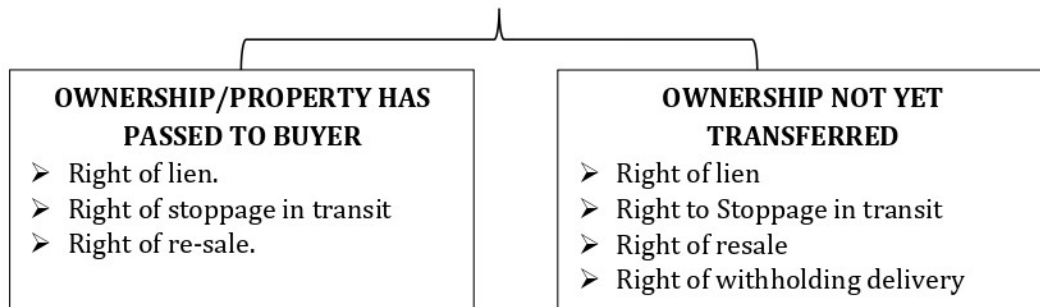 OWNERSHIP/PROPERTY HAS
PASSED TO BUYER
➢ Right of lien.
➢ Right of stoppage in transit
➢ Right of re-sale.
OWNERSHIP NOT YET
TRANSFERRED
➢ Right of lien
➢ Right to Stoppage in transit
➢ Right of resale
➢ Right of withholding delivery